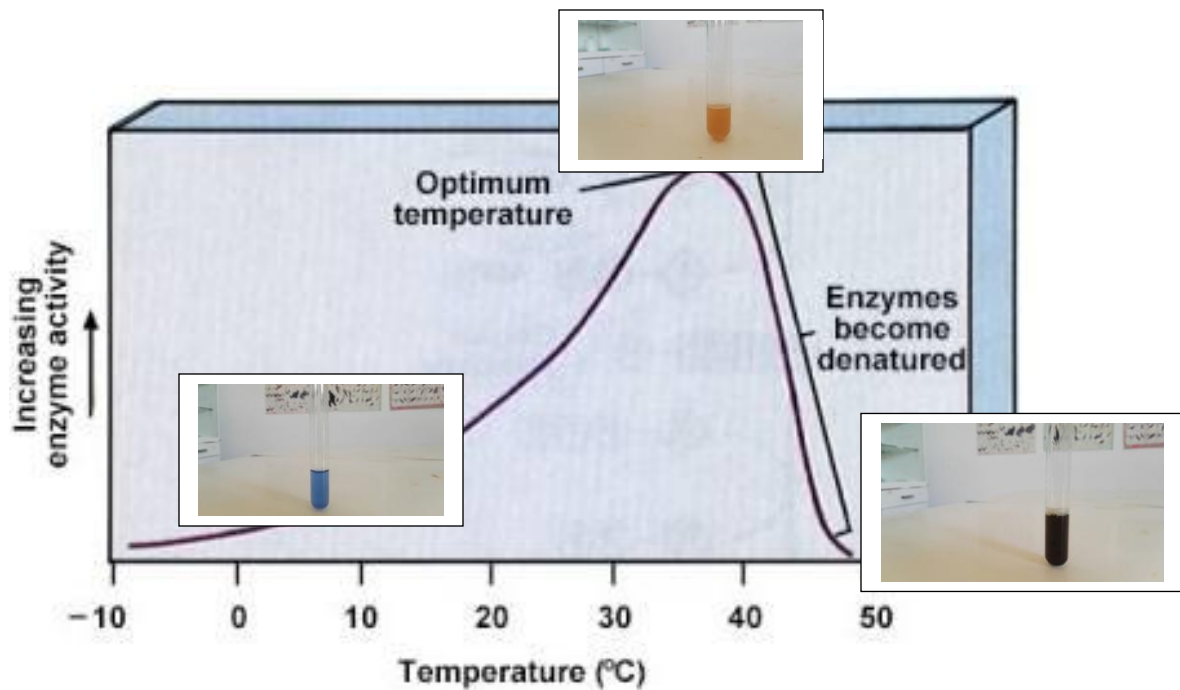 Optimum
temperature
Increasing
enzyme activity
Enzymes
become
denatured
−10 0 10 20 30 40 50
Temperature (ºC)